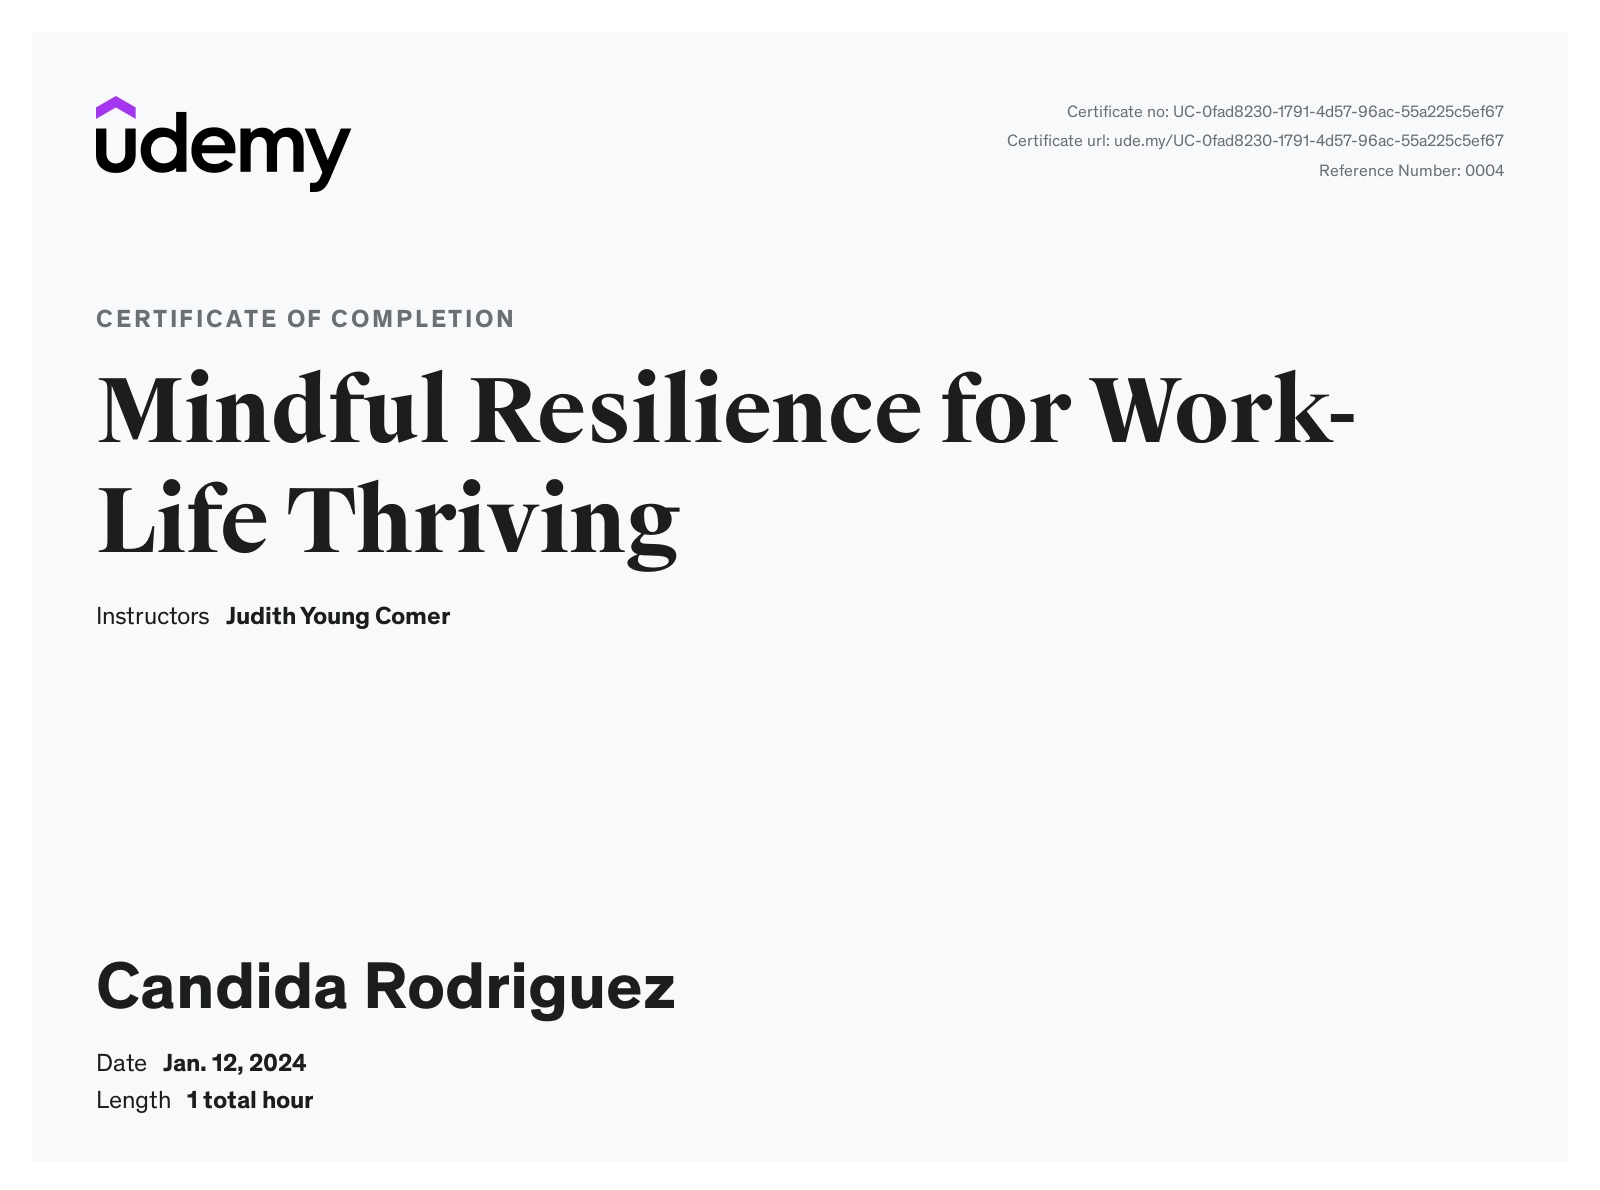 udemy
Certificate no: UC-0fad8230-1791-4d57-96ac-55a225c5ef67
Certificate url: ude.my/UC-0fad8230-1791-4d57-96ac-55a225c5ef67
Reference Number: 0004
CERTIFICATE OF COMPLETION
Mindful Resilience for Work-
Life Thriving
Instructors Judith Young Comer
Candida Rodriguez
Date Jan. 12, 2024
Length 1 total hour